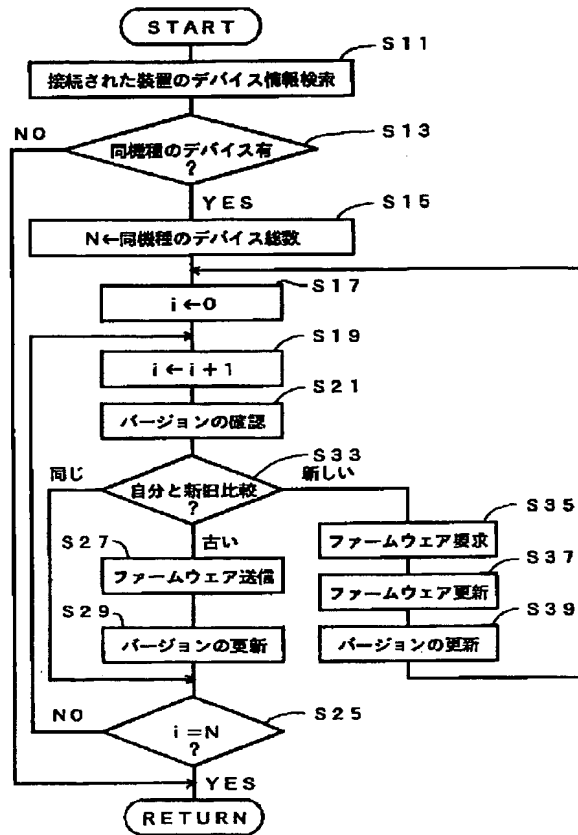 START
S11
接続された装置のデバイス情報検索
S13
NO
同機種のデバイス有
?
YES
S15
N←同機種のデバイス総数
S17
i←0
S19
i←i+1
S21
バージョンの確認
S33
同じ
新しい
自分と新旧比較
?
S35
S27
古い
ファームウェア要求
ファームウェア送信
S37
ファームウェア更新
S29
S39
バージョンの更新
バージョンの更新
NO
S25
i=N
?
YES
RETURN